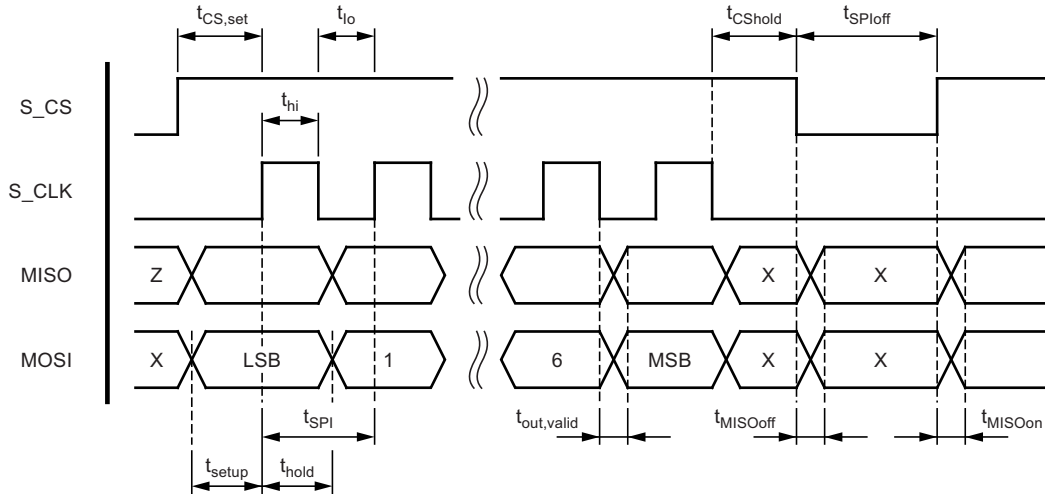 tCS,set
tlo
tCShold
tSPIoff
S_CS
thi
S_CLK
MISO
Z
X
X
MOSI
X
LSB
1
6
MSB
X
X
tSPI
tout,valid
tMISOoff
tMISOon
tsetup
thold